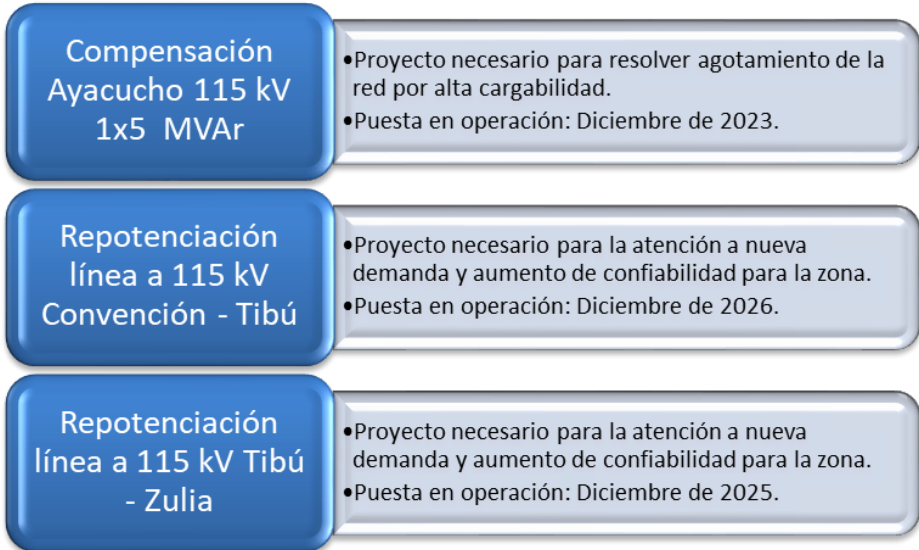 Compensación
Ayacucho 115 kV
1x5 MVAr
•Proyecto necesario para resolver agotamiento de la
red por alta cargabilidad.
•Puesta en operación: Diciembre de 2023.
Repotenciación
línea a 115 kV
Convención - Tibú
•Proyecto necesario para la atención a nueva
demanda y aumento de confiabilidad para la zona.
•Puesta en operación: Diciembre de 2026.
Repotenciación
línea a 115 kV Tibú
- Zulia
•Proyecto necesario para la atención a nueva
demanda y aumento de confiabilidad para la zona.
•Puesta en operación: Diciembre de 2025.